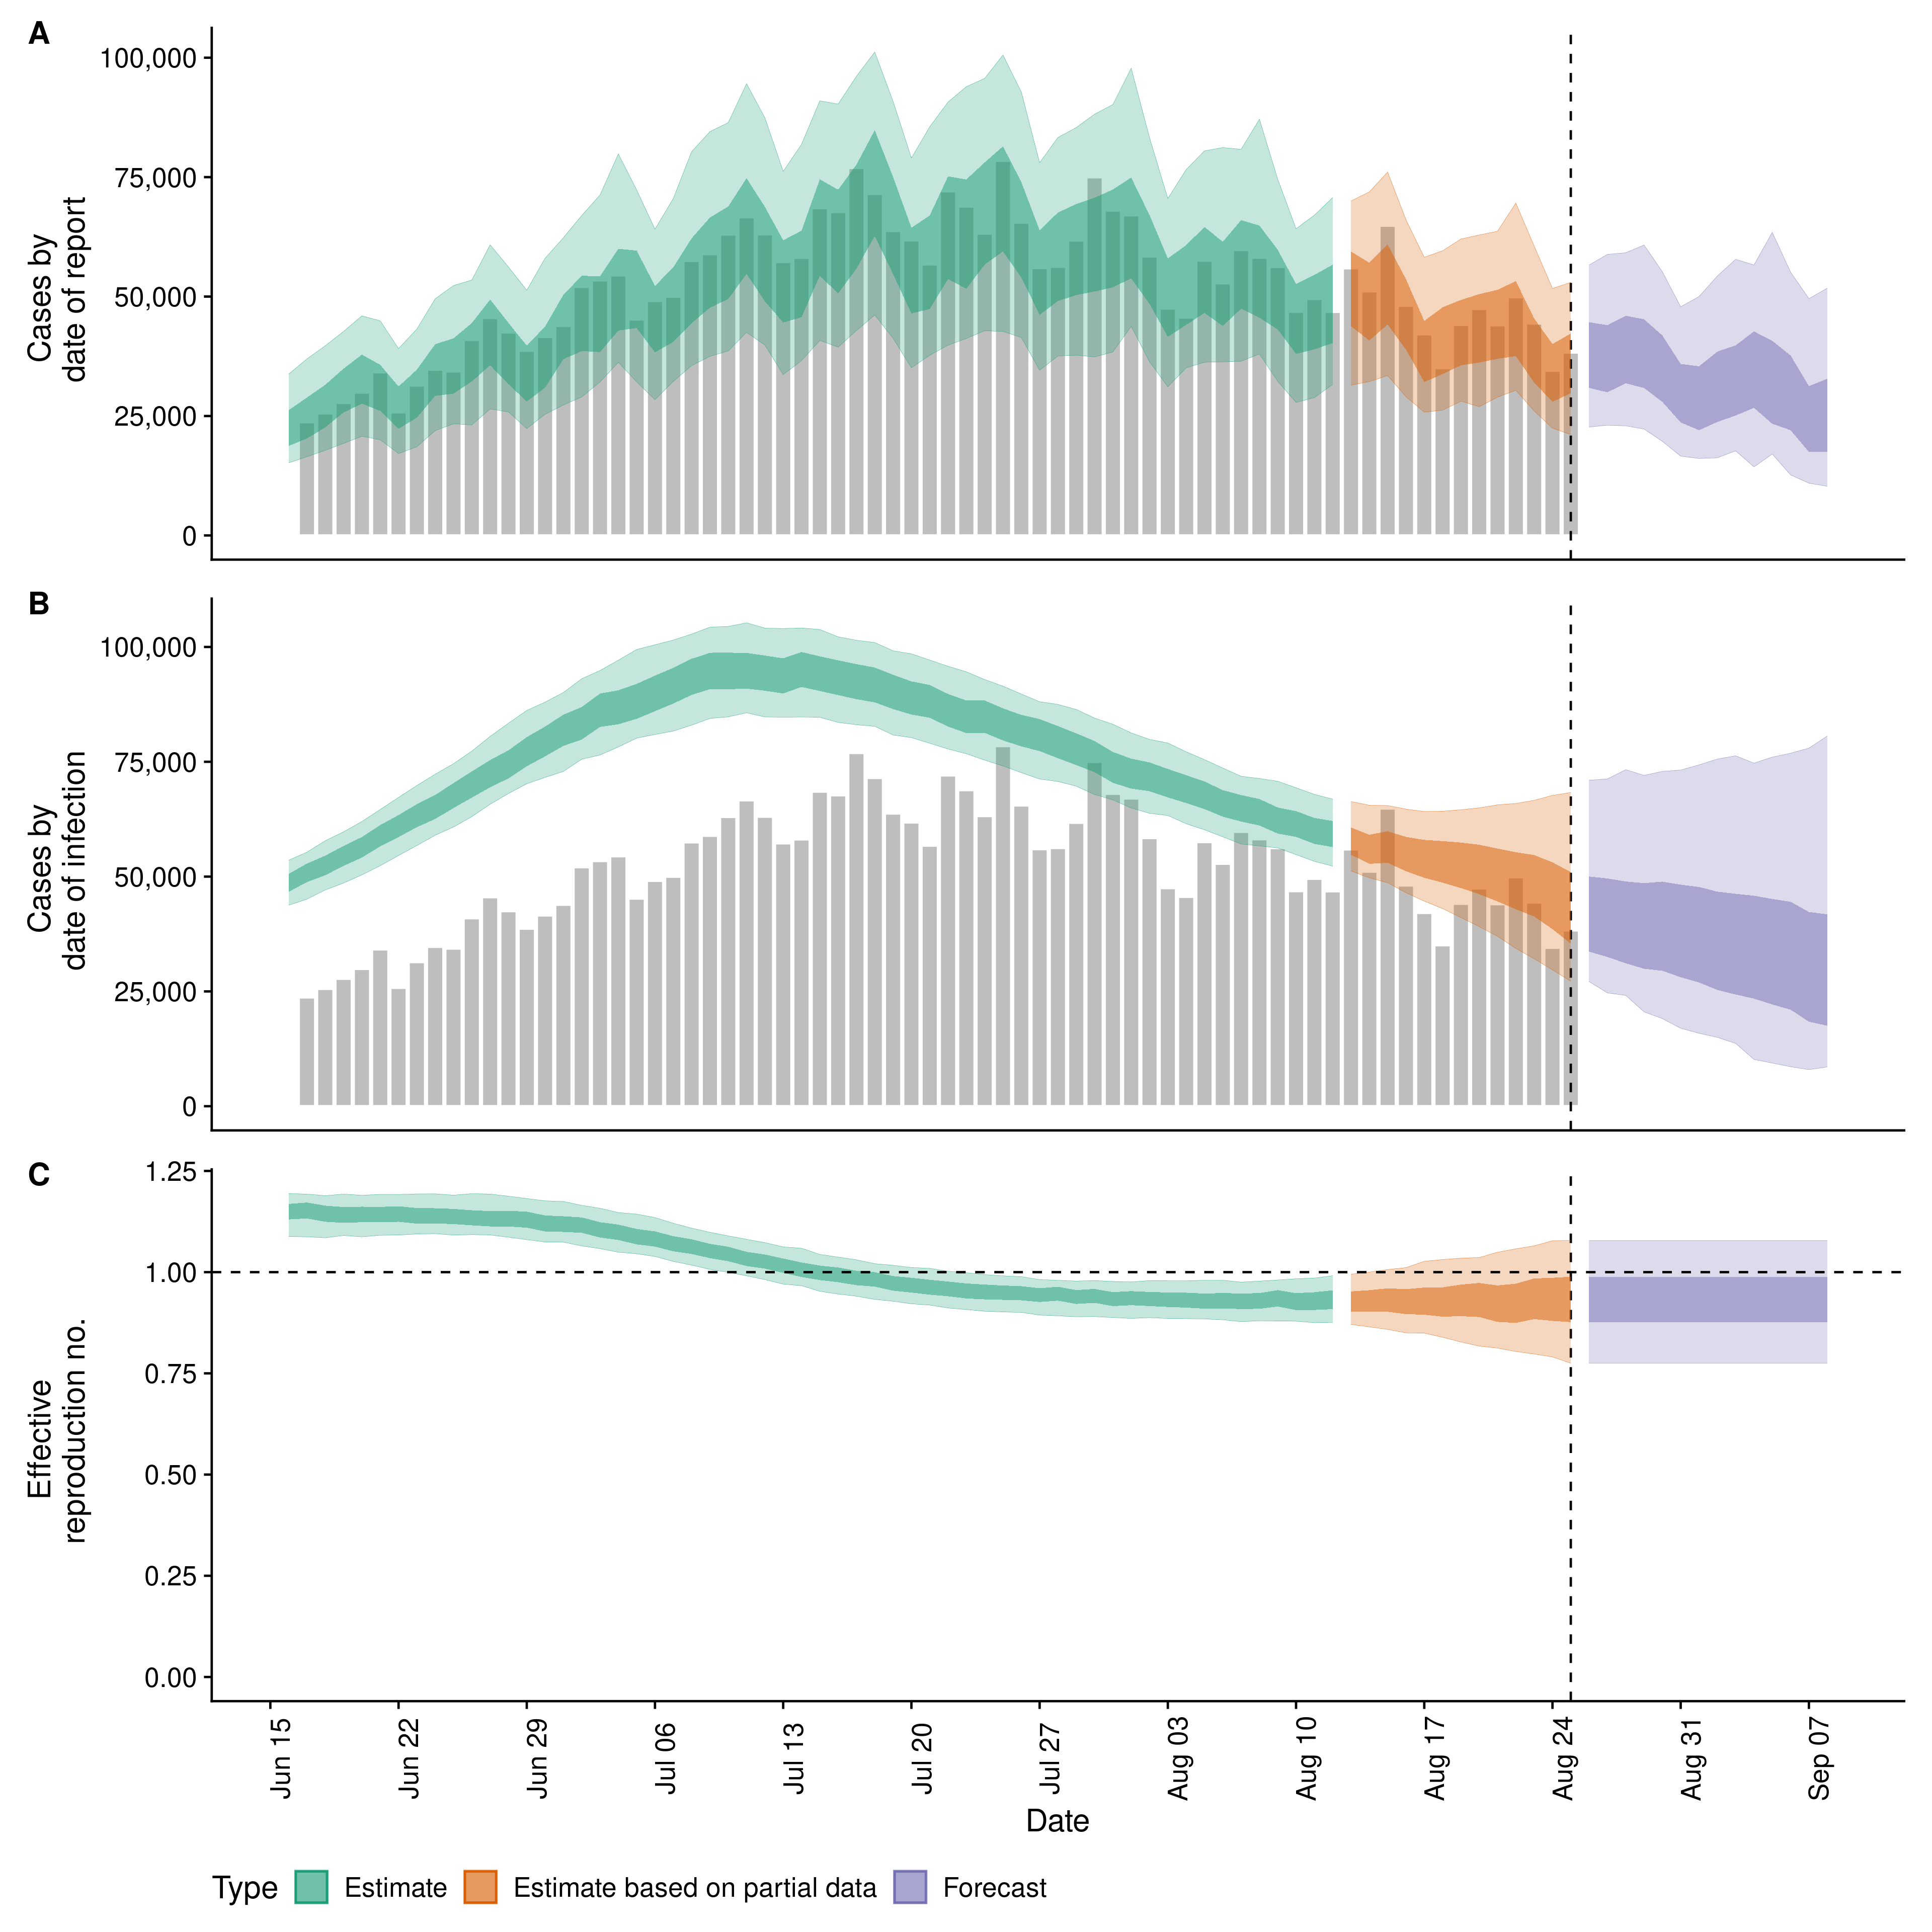 A
100,000
75,000
50,000
25,000
0
Cases by
date of report
B
100,000
75,000
50,000
25,000
0
Cases by
date of infection
C
1.25
1.00
0.75
0.50
0.25
0.00
Effective
reproduction no.
Jun 15
Jun 22
Jun 29
Jul 06
Jul 13
Jul 20
Jul 27
Aug 03
Aug 10
Aug 17
Aug 24
Aug 31
Sep 07
Date
Type Estimate Estimate based on partial data Forecast